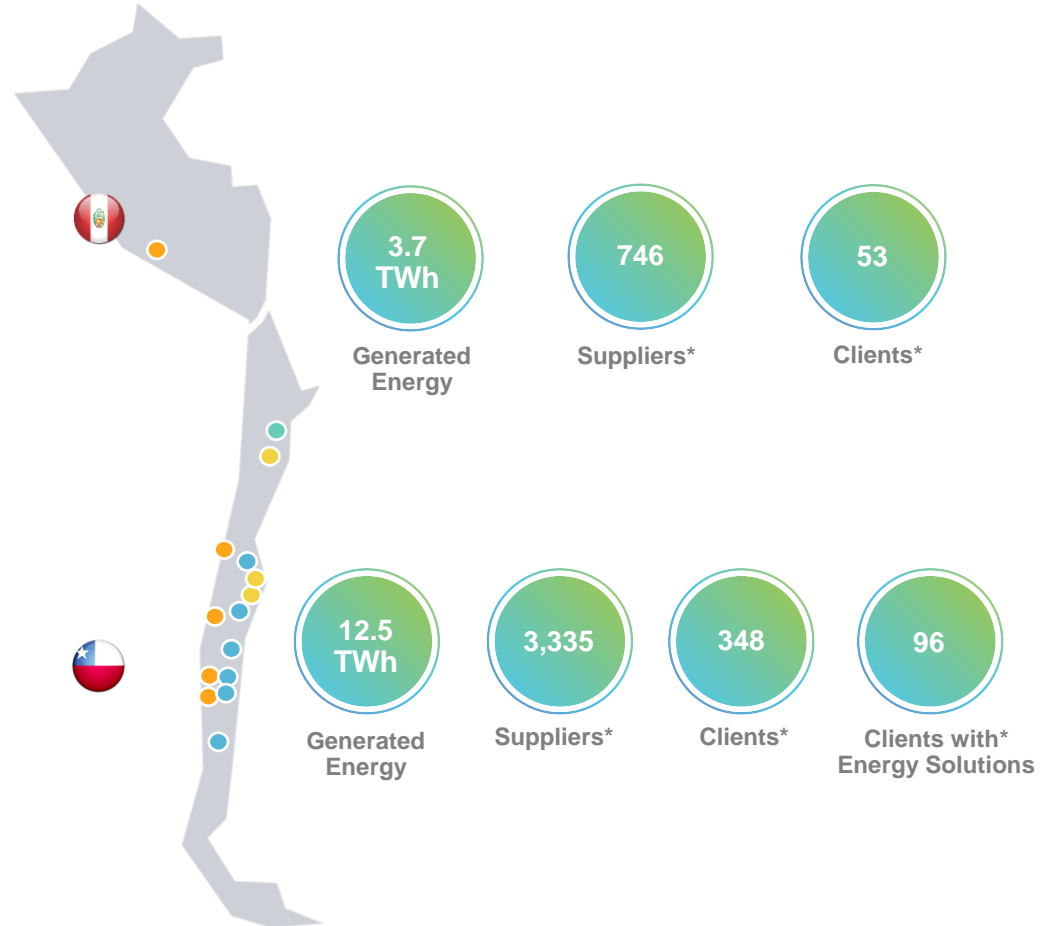 3.7
TWh
746
53
Generated
Energy
Suppliers*
Clients*
12.5
TWh
3,335
348
96
Generated
Energy
Suppliers*
Clients*
Clients with*
Energy Solutions